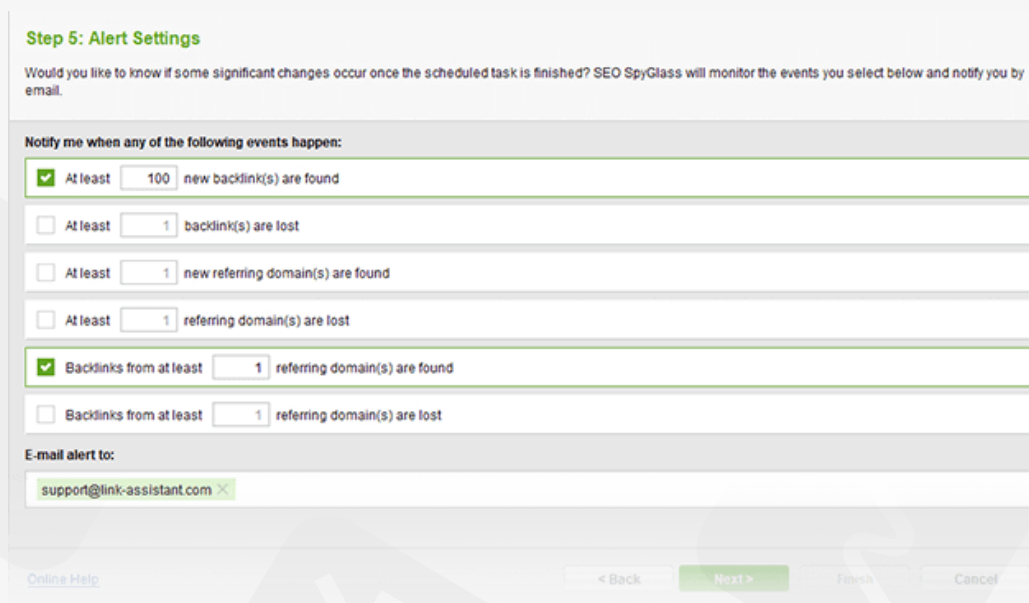 Step 5: Alert Settings
Would you like to know if some significant changes occur once the scheduled task is finished? SEO SpyGlass will monitor the events you select below and notify you by
email.
Notify me when any of the following events happen:
At least 100 new backlink(s) are found
At least 1 backlink(s) are lost
At least 1 new referring domain(s) are found
At least 1 referring domain(s) are lost
Backlinks from at least 1 referring domain(s) are found
Backlinks from at least 1 referring domain(s) are lost
E-mail alert to:
support@link-assistant.com
Online Help < Back Next > Finish Cancel